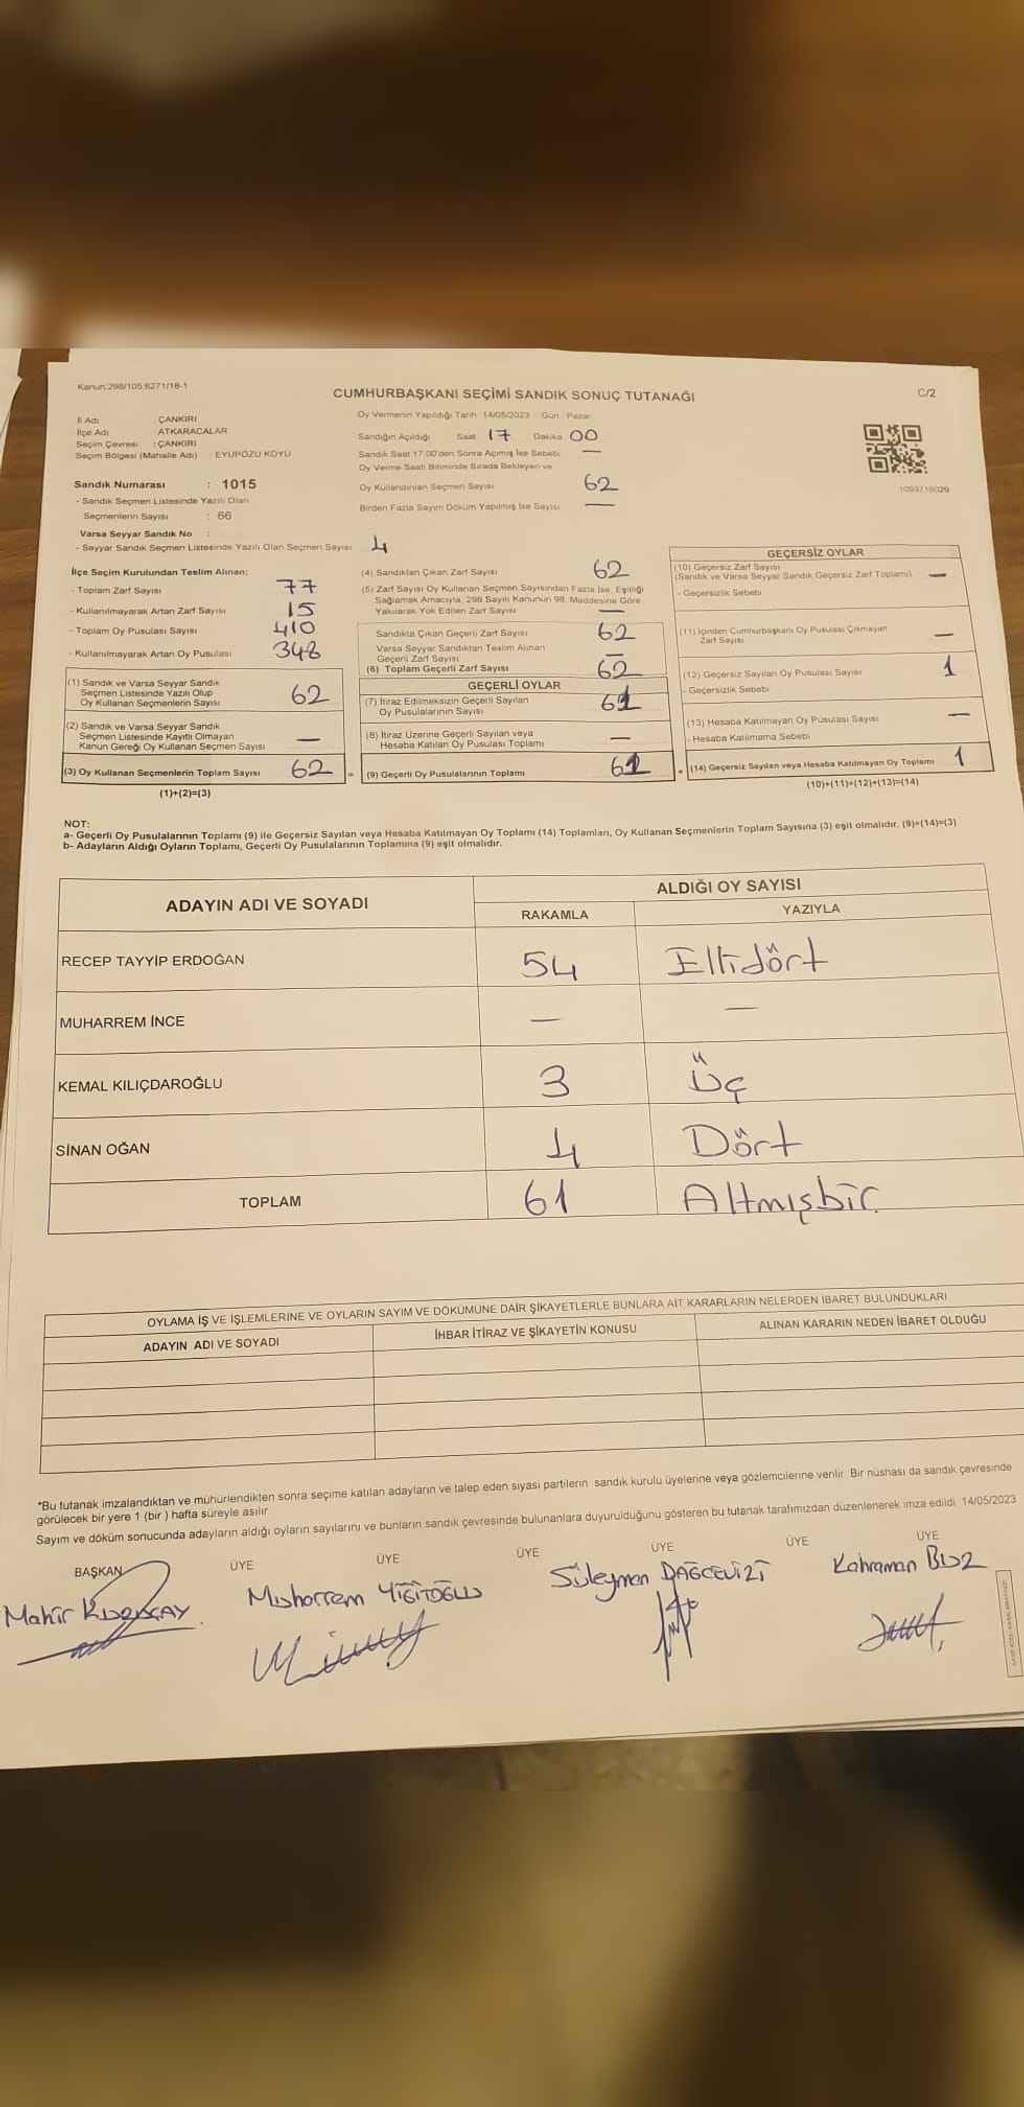 Kanun:298/105,6271/18-1
CUMHURBAŞKANI SEÇİMİ SANDIK SONUÇ TUTANAĞI
C/2
İl Adı : ÇANKIRI
İlçe Adı : ATKARACALAR
Seçim Çevresi : ÇANKIRI
Seçim Bölgesi (Mahalle Adı) : EYÜPÖZÜ KÖYÜ
Oy Vermenin Yapıldığı Tarih : 14/05/2023 - Gün : Pazar
Sandığın Açıldığı Saat 17 Dakika 00
Sandık Saat 17:00'den Sonra Açılmış İse Sebebi —
Oy Verme Saati Bitiminde Sırada Bekleyen ve
Oy Kullandırılan Seçmen Sayısı 62
Birden Fazla Sayım Döküm Yapılmış İse Sayısı —
Sandık Numarası : 1015
- Sandık Seçmen Listesinde Yazılı Olan
Seçmenlerin Sayısı : 66
Varsa Seyyar Sandık No :
- Seyyar Sandık Seçmen Listesinde Yazılı Olan Seçmen Sayısı 4
İlçe Seçim Kurulundan Teslim Alınan;
- Toplam Zarf Sayısı 77
- Kullanılmayarak Artan Zarf Sayısı 15
- Toplam Oy Pusulası Sayısı 410
- Kullanılmayarak Artan Oy Pusulası 348
(1) Sandık ve Varsa Seyyar Sandık
Seçmen Listesinde Yazılı Olup
Oy Kullanan Seçmenlerin Sayısı 62
(2) Sandık ve Varsa Seyyar Sandık
Seçmen Listesinde Kayıtlı Olmayan
Kanun Gereği Oy Kullanan Seçmen Sayısı —
(3) Oy Kullanan Seçmenlerin Toplam Sayısı 62
(1)+(2)=(3)
(4) Sandıktan Çıkan Zarf Sayısı 62
(5) Zarf Sayısı Oy Kullanan Seçmen Sayısından Fazla İse, Eşitliği
Sağlamak Amacıyla, 298 Sayılı Kanunun 98. Maddesine Göre
Yakılarak Yok Edilen Zarf Sayısı —
Sandıkta Çıkan Geçerli Zarf Sayısı 62
Varsa Seyyar Sandıktan Teslim Alınan
Geçerli Zarf Sayısı —
(6) Toplam Geçerli Zarf Sayısı 62
GEÇERLİ OYLAR
(7) İtiraz Edilmeksizin Geçerli Sayılan
Oy Pusulalarının Sayısı 61
(8) İtiraz Üzerine Geçerli Sayılan veya
Hesaba Katılan Oy Pusulası Toplamı —
= (9) Geçerli Oy Pusulalarının Toplamı 61
GEÇERSİZ OYLAR
(10) Geçersiz Zarf Sayısı
(Sandık ve Varsa Seyyar Sandık Geçersiz Zarf Toplamı) —
- Geçersizlik Sebebi
(11) İçinden Cumhurbaşkanı Oy Pusulası Çıkmayan
Zarf Sayısı —
(12) Geçersiz Sayılan Oy Pusulası Sayısı 1
- Geçersizlik Sebebi
(13) Hesaba Katılmayan Oy Pusulası Sayısı —
- Hesaba Katılmama Sebebi
+ (14) Geçersiz Sayılan veya Hesaba Katılmayan Oy Toplamı 1
(10)+(11)+(12)+(13)=(14)
NOT:
a- Geçerli Oy Pusulalarının Toplamı (9) ile Geçersiz Sayılan veya Hesaba Katılmayan Oy Toplamı (14) Toplamları, Oy Kullanan Seçmenlerin Toplam Sayısına (3) eşit olmalıdır. (9)+(14)=(3)
b- Adayların Aldığı Oyların Toplamı, Geçerli Oy Pusulalarının Toplamına (9) eşit olmalıdır.
ADAYIN ADI VE SOYADI
ALDIĞI OY SAYISI
RAKAMLA YAZIYLA
RECEP TAYYİP ERDOĞAN 54 Ellidört
MUHARREM İNCE — —
KEMAL KILIÇDAROĞLU 3 Üç
SİNAN OĞAN 4 Dört
TOPLAM 61 Altmışbir
OYLAMA İŞ VE İŞLEMLERİNE VE OYLARIN SAYIM VE DÖKÜMÜNE DAİR ŞİKAYETLERLE BUNLARA AİT KARARLARIN NELERDEN İBARET BULUNDUKLARI
ADAYIN ADI VE SOYADI İHBAR İTİRAZ VE ŞİKAYETİN KONUSU ALINAN KARARIN NEDEN İBARET OLDUĞU
*Bu tutanak imzalandıktan ve mühürlendikten sonra seçime katılan adayların ve talep eden siyasi partilerin sandık kurulu üyelerine veya gözlemcilerine verilir. Bir nüshası da sandık çevresinde
görülecek bir yere 1 (bir) hafta süreyle asılır
Sayım ve döküm sonucunda adayların aldığı oyların sayılarını ve bunların sandık çevresinde bulunanlara duyurulduğunu gösteren bu tutanak tarafımızdan düzenlenerek imza edildi. 14/05/2023
BAŞKAN ÜYE ÜYE ÜYE ÜYE ÜYE ÜYE
Mahir Muharrem YİĞİTOĞLU Süleyman DAĞCEVİZİ Kahraman